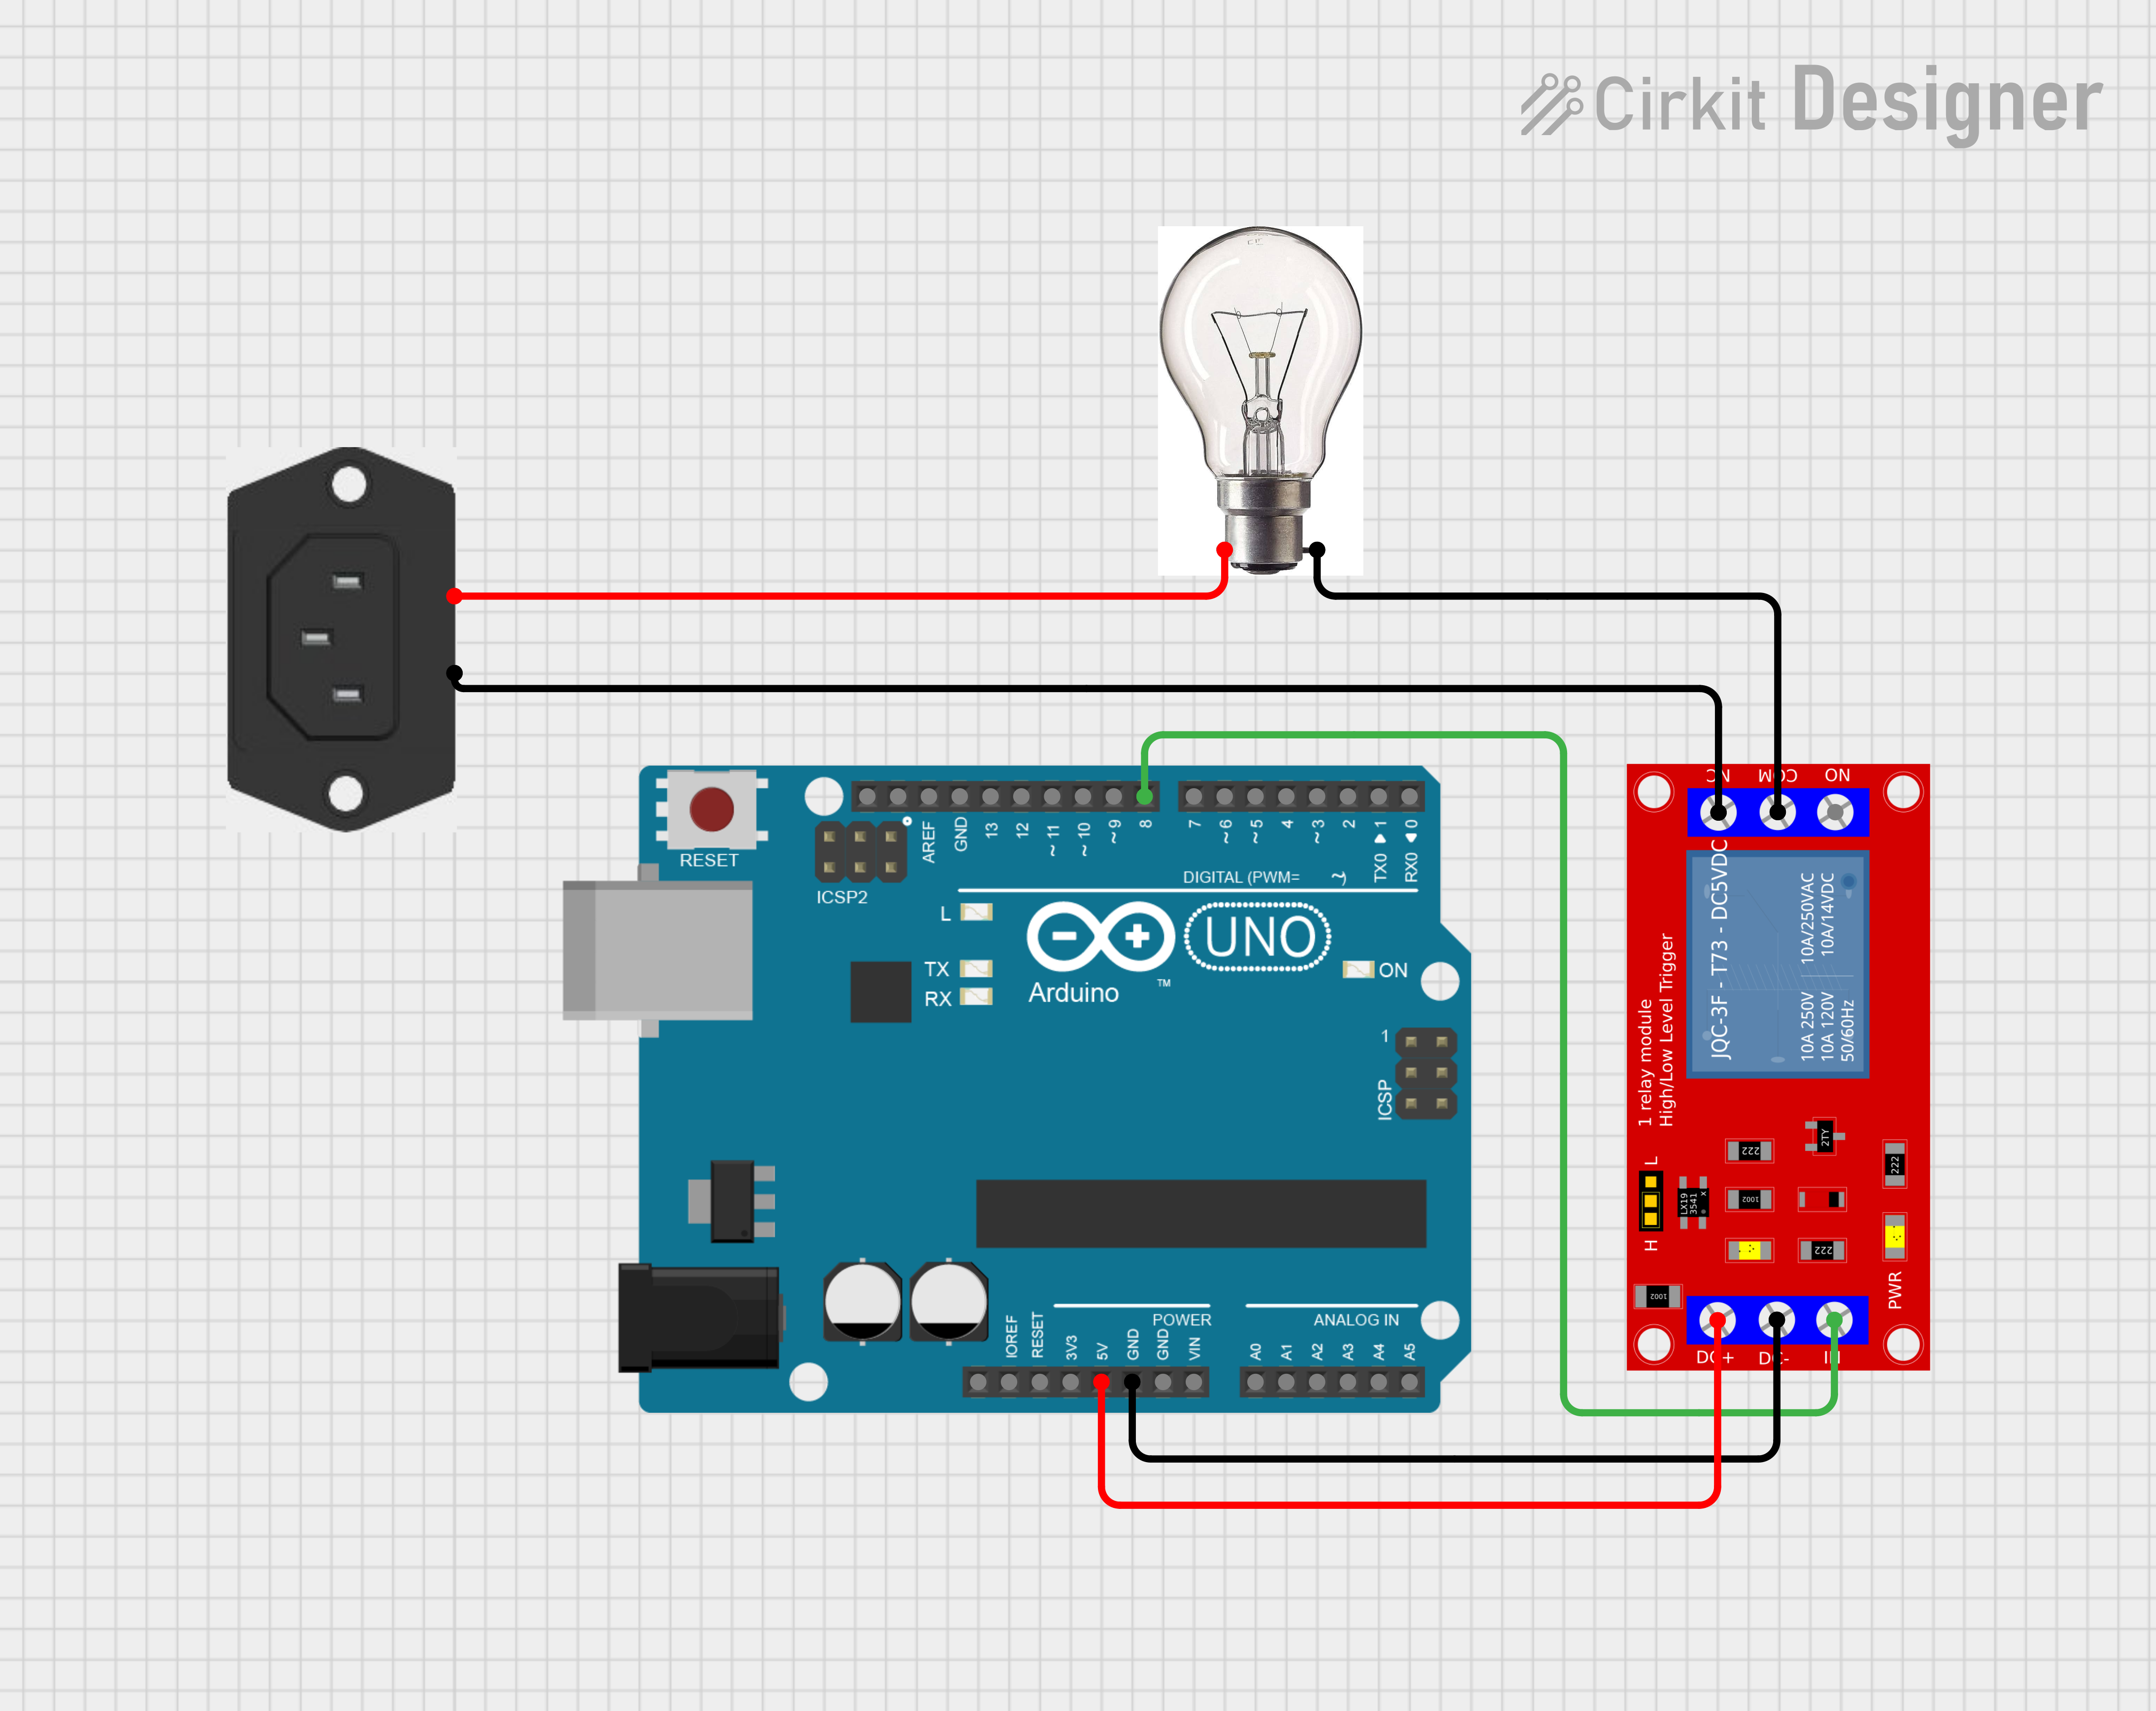 Cirkit Designer
RESET
ICSP2
AREF
GND
13
12
~11
~10
~9
8
7
~6
~5
4
~3
2
TX0 ▶ 1
RX0 ◀ 0
DIGITAL (PWM= ~)
L
TX
RX
UNO
Arduino
TM
ON
1
ICSP
IOREF
RESET
3V3
5V
GND
GND
VIN
POWER
ANALOG IN
A0
A1
A2
A3
A4
A5
NC
COM
NO
JQC-3F - T73 - DC5VDC
10A/250VAC
10A/14VDC
10A 250V
10A 120V
50/60Hz
1 relay module
High/Low Level Trigger
L
H
LX19
3541
x
222
1002
2TY
222
222
1002
PWR
DC+
DC-
IN